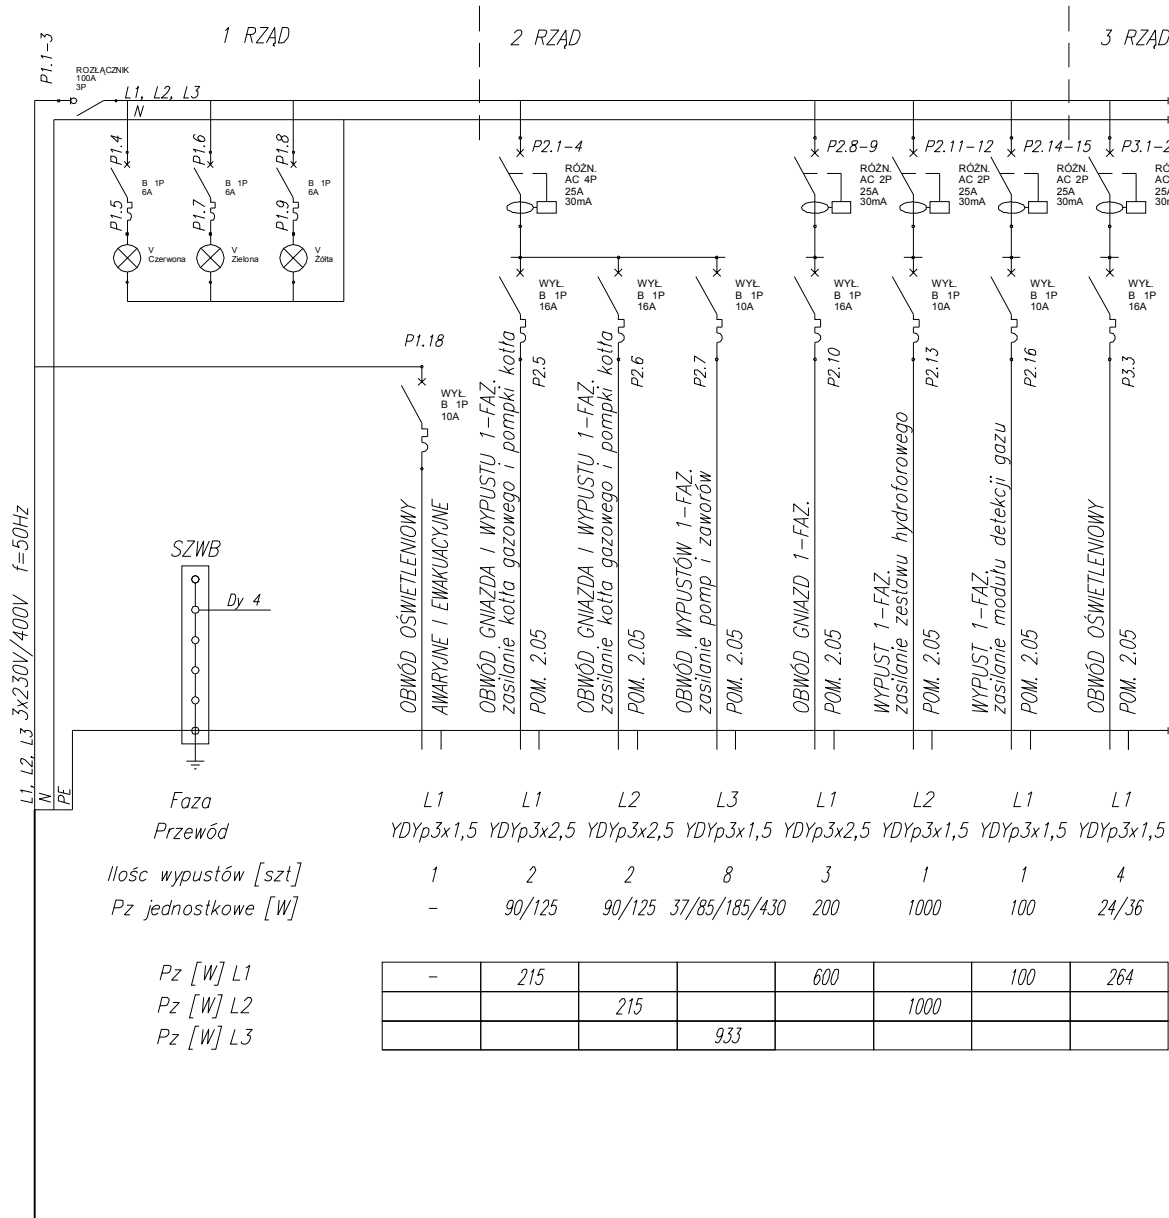 1 RZĄD
2 RZĄD
3 RZĄD
P1.1-3
ROZŁĄCZNIK
100A
3P
L1, L2, L3
N
P1.4
P1.6
P1.8
B 1P
6A
B 1P
6A
B 1P
6A
P1.5
P1.7
P1.9
V
Czerwona
V
Zielona
V
Żółta
P2.1-4
RÓŻN.
AC 4P
25A
30mA
P2.8-9
RÓŻN.
AC 2P
25A
30mA
P2.11-12
RÓŻN.
AC 2P
25A
30mA
P2.14-15
RÓŻN.
AC 2P
25A
30mA
P3.1-2
RÓ
AC
25A
30m
WYŁ.
B 1P
16A
WYŁ.
B 1P
16A
WYŁ.
B 1P
10A
WYŁ.
B 1P
16A
WYŁ.
B 1P
10A
WYŁ.
B 1P
10A
WYŁ.
B 1P
16A
P1.18
WYŁ.
B 1P
10A
P2.5
P2.6
P2.7
P2.10
P2.13
P2.16
P3.3
OBWÓD OŚWIETLENIOWY
AWARYJNE I EWAKUACYJNE
OBWÓD GNIAZDA I WYPUSTU 1-FAZ.
zasilanie kotła gazowego i pompki kotła
POM. 2.05
OBWÓD GNIAZDA I WYPUSTU 1-FAZ.
zasilanie kotła gazowego i pompki kotła
POM. 2.05
OBWÓD WYPUSTÓW 1-FAZ.
zasilanie pomp i zaworów
POM. 2.05
OBWÓD GNIAZD 1-FAZ.
POM. 2.05
WYPUST 1-FAZ.
zasilanie zestawu hydroforowego
POM. 2.05
WYPUST 1-FAZ.
zasilanie modułu detekcji gazu
POM. 2.05
OBWÓD OŚWIETLENIOWY
POM. 2.05
SZWB
Dy 4
L1, L2, L3 3x230V/400V f=50Hz
N
PE
Faza L1 L1 L2 L3 L1 L2 L1 L1
Przewód YDYp3x1,5 YDYp3x2,5 YDYp3x2,5 YDYp3x1,5 YDYp3x2,5 YDYp3x1,5 YDYp3x1,5 YDYp3x1,5
Ilośc wypustów [szt] 1 2 2 8 3 1 1 4
Pz jednostkowe [W] - 90/125 90/125 37/85/185/430 200 1000 100 24/36
Pz [W] L1 - 215 600 100 264
Pz [W] L2 215 1000
Pz [W] L3 933